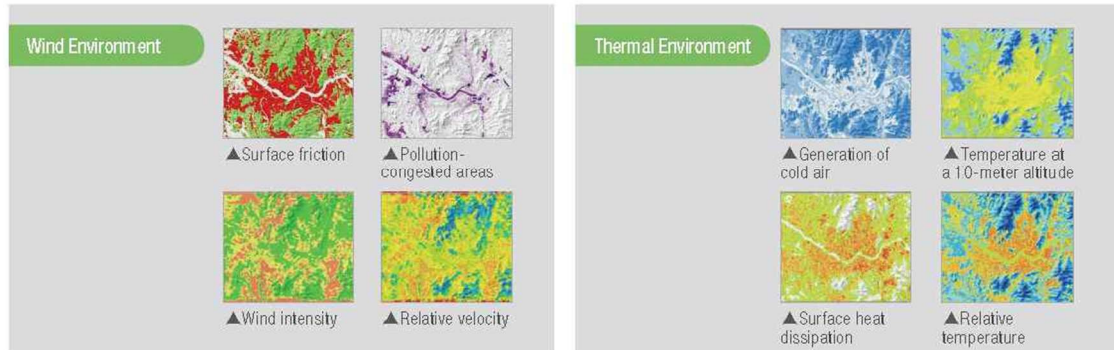 Wind Environment
▲Surface friction
▲Pollution-
congested areas
▲Wind intensity
▲Relative velocity
Thermal Environment
▲Generation of
cold air
▲Temperature at
a 10-meter altitude
▲Surface heat
dissipation
▲Relative
temperature